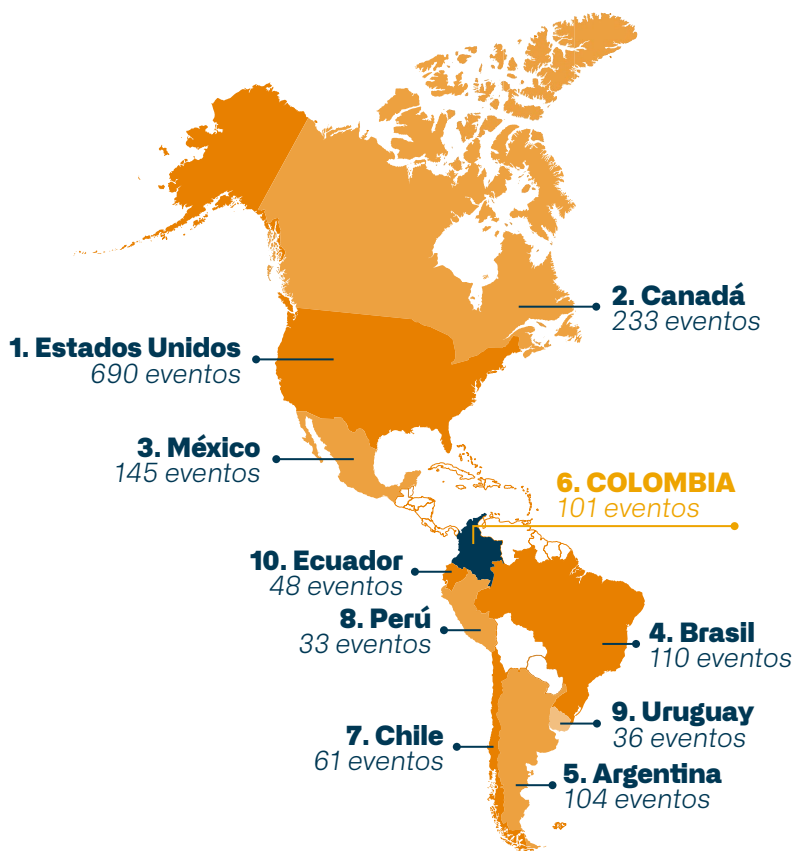 2. Canadá
233 eventos
1. Estados Unidos
690 eventos
3. México
145 eventos
6. COLOMBIA
101 eventos
10. Ecuador
48 eventos
8. Perú
33 eventos
4. Brasil
110 eventos
9. Uruguay
36 eventos
7. Chile
61 eventos
5. Argentina
104 eventos